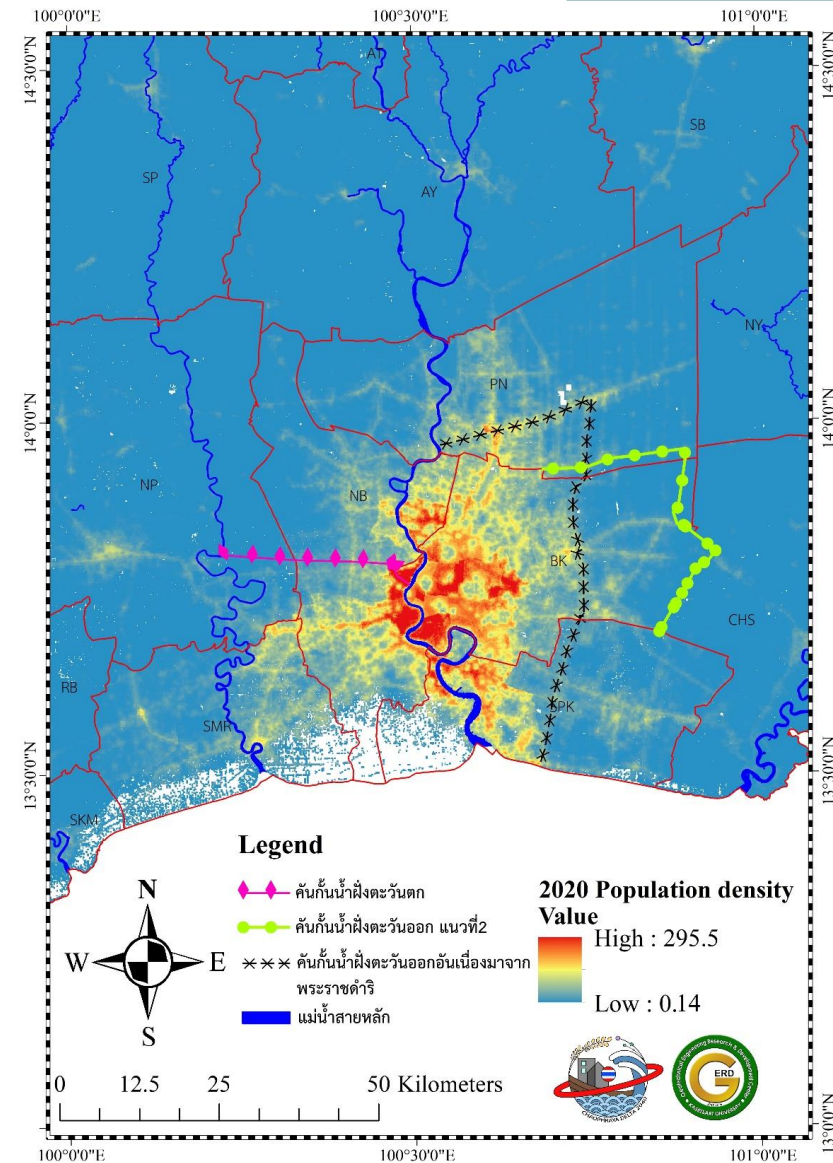 100°0'0"E
100°30'0"E
101°0'0"E
14°30'0"N
14°30'0"N
AT
SB
SP
AY
NY
PN
14°0'0"N
14°0'0"N
NP
NB
BK
CHS
RB
SMR
SPK
13°30'0"N
13°30'0"N
SKM
Legend
คันกั้นน้ำฝั่งตะวันตก
คันกั้นน้ำฝั่งตะวันออก แนวที่2
คันกั้นน้ำฝั่งตะวันออกอันเนื่องมาจาก
พระราชดำริ
แม่น้ำสายหลัก
N
W
E
S
2020 Population density
Value
High : 295.5
Low : 0.14
0 12.5 25 50 Kilometers
GERD
KASETSART UNIVERSITY
13°0'0"N
100°0'0"E
100°30'0"E
101°0'0"E